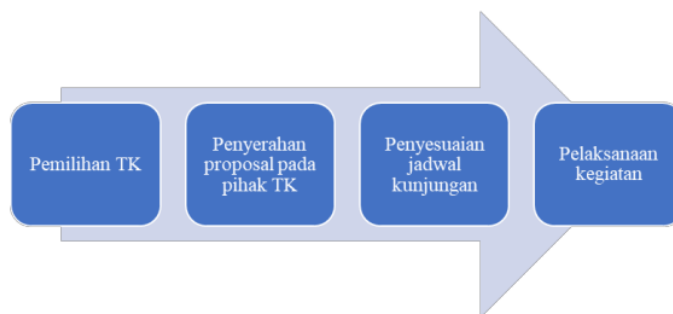 Pemilihan TK
Penyerahan
proposal pada
pihak TK
Penyesuaian
jadwal
kunjungan
Pelaksanaan
kegiatan